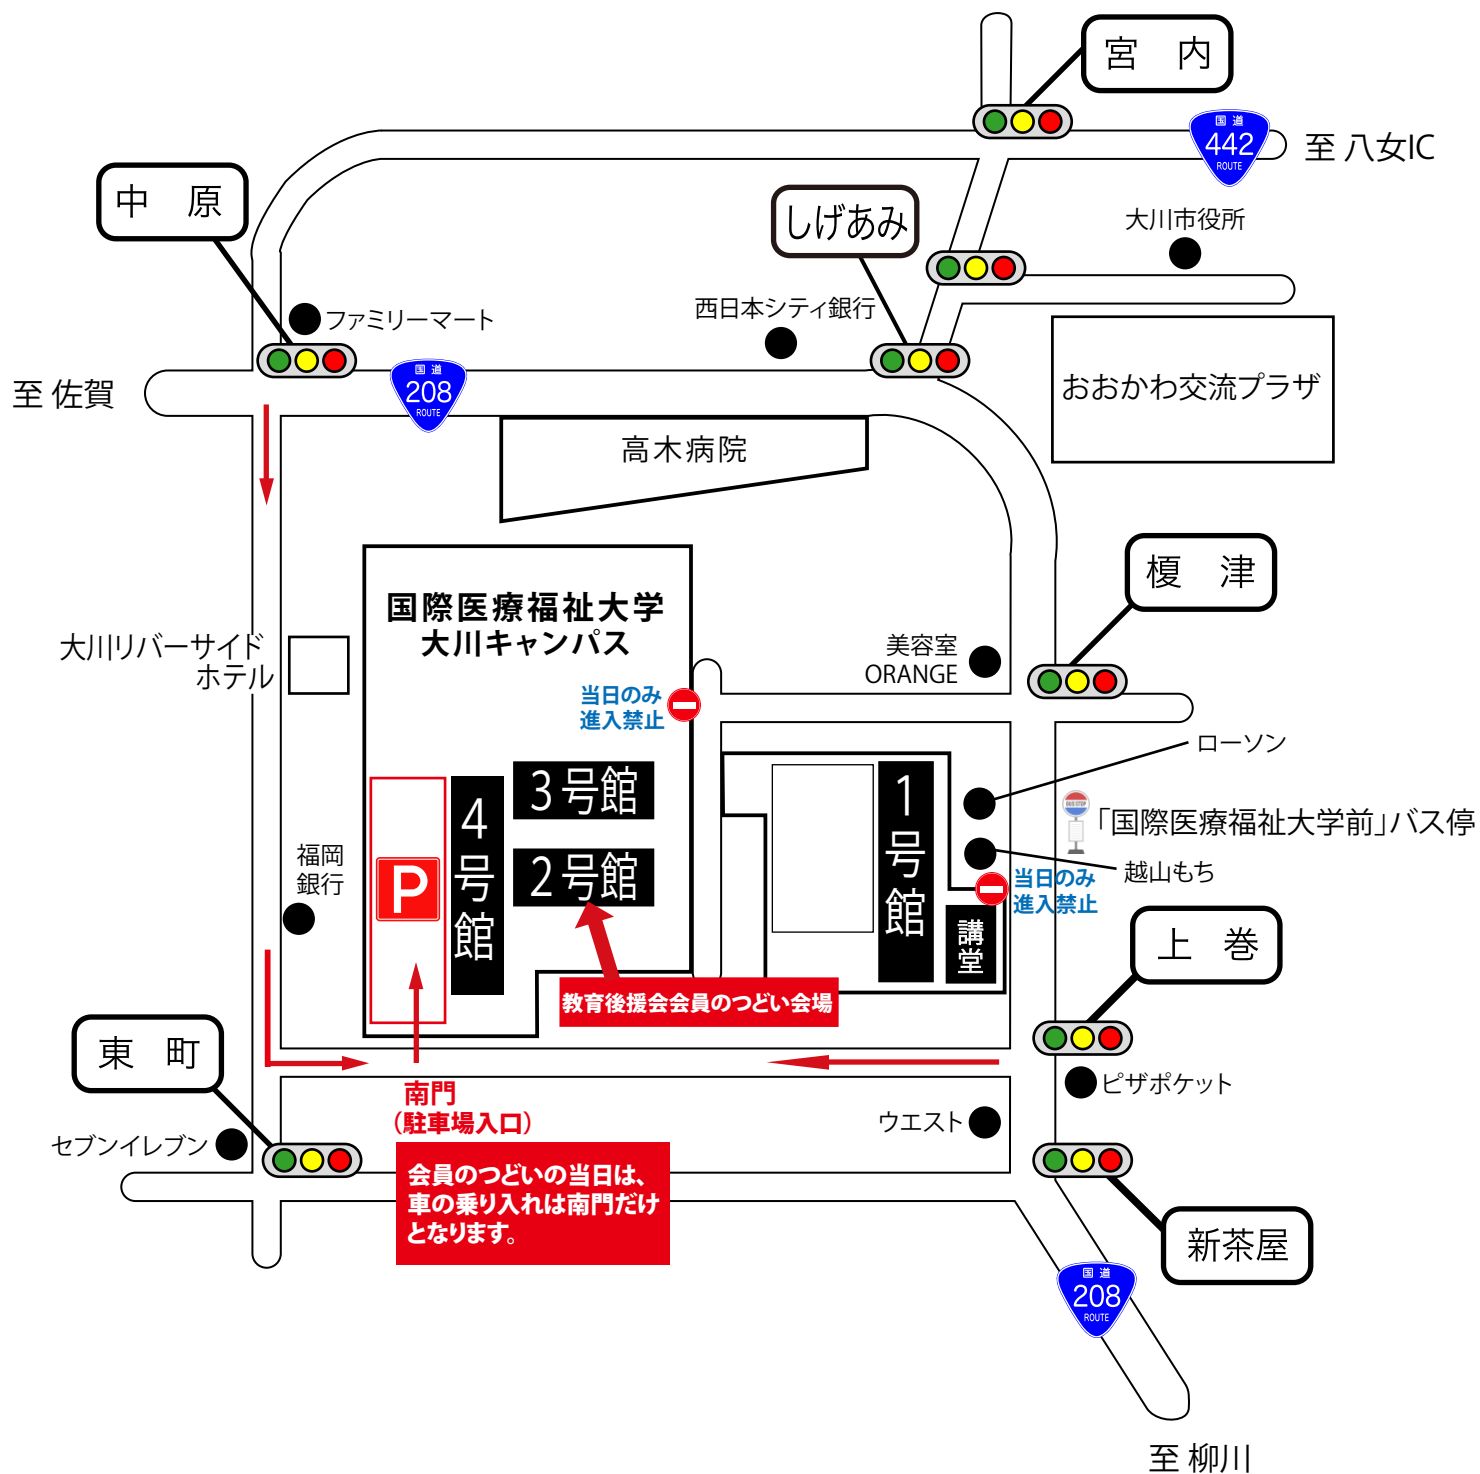 宮　内
国道
442
ROUTE
至 八女IC
中　原
しげあみ
大川市役所
ファミリーマート
西日本シティ銀行
至 佐賀
国道
208
ROUTE
おおかわ交流プラザ
高木病院
榎　津
国際医療福祉大学
大川キャンパス
大川リバーサイド
ホテル
美容室
ORANGE
当日のみ
進入禁止
ローソン
3号館
1号館
4号館
「国際医療福祉大学前」バス停
BUS STOP
P
福岡
銀行
2号館
越山もち
当日のみ
進入禁止
講堂
上　巻
教育後援会会員のつどい会場
東　町
南門
（駐車場入口）
ピザポケット
ウエスト
セブンイレブン
会員のつどいの当日は、
車の乗り入れは南門だけ
となります。
新茶屋
国道
208
ROUTE
至 柳川